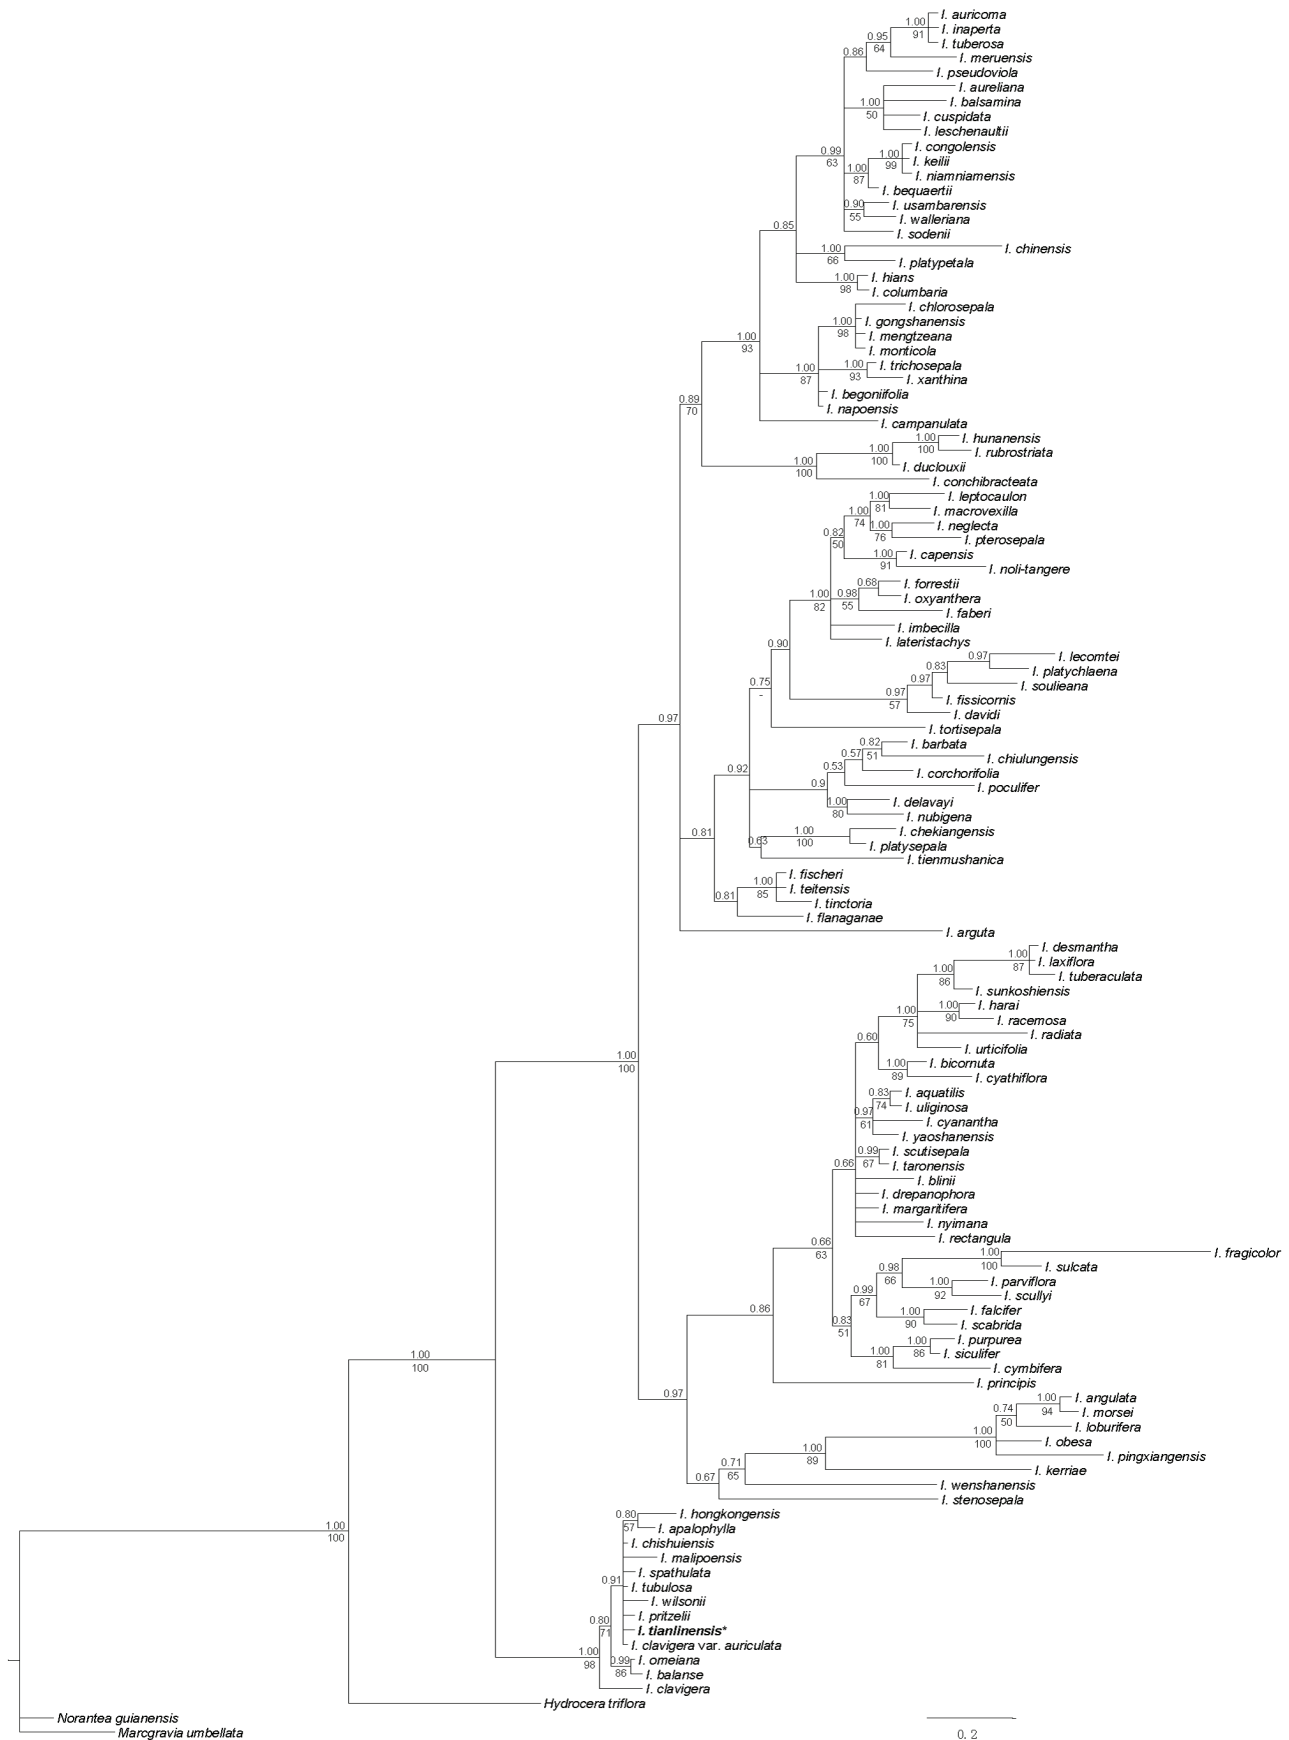 1.00 I. auricoma
0.95 91 I. inaperta
0.86 64 I. tuberosa
I. meruensis
I. pseudoviola
1.00 I. aureliana
50 I. balsamina
I. cuspidata
I. leschenaultii
0.99 1.00 I. congolensis
63 1.00 99 I. keilii
87 I. niamniamensis
I. bequaertii
0.90 I. usambarensis
55 I. walleriana
0.85 I. sodenii
1.00 I. chinensis
66 I. platypetala
1.00 I. hians
98 I. columbaria
I. chlorosepala
1.00 I. gongshanensis
1.00 98 I. mengtzeana
93 I. monticola
1.00 1.00 I. trichosepala
87 93 I. xanthina
I. begoniifolia
0.89 I. napoensis
70 I. campanulata
1.00 I. hunanensis
1.00 100 I. rubrostriata
1.00 100 I. duclouxii
100 I. conchibracteata
1.00 I. leptocaulon
1.00 81 I. macrovexilla
74 1.00 I. neglecta
0.82 76 I. pterosepala
50 1.00 I. capensis
91 I. noli-tangere
0.68 I. forrestii
1.00 0.98 I. oxyanthera
82 55 I. faberi
I. imbecilla
0.90 I. lateristachys
0.97 I. lecomtei
0.83 I. platychlaena
0.97 I. soulieana
0.75 0.97 I. fissicornis
- 57 I. davidi
0.97 I. tortisepala
0.82 I. barbata
0.57 51 I. chiulungensis
0.92 0.53 I. corchorifolia
0.9 I. poculifer
1.00 I. delavayi
80 I. nubigena
0.81 1.00 I. chekiangensis
0.63 100 I. platysepala
I. tienmushanica
1.00 I. fischeri
0.81 85 I. teitensis
I. tinctoria
I. flanaganae
I. arguta
1.00 I. desmantha
1.00 87 I. laxiflora
86 I. tuberaculata
I. sunkoshiensis
1.00 1.00 I. harai
75 90 I. racemosa
0.60 I. radiata
I. urticifolia
1.00 1.00 I. bicornuta
100 89 I. cyathiflora
0.83 I. aquatilis
0.97 74 I. uliginosa
61 I. cyanantha
I. yaoshanensis
0.99 I. scutisepala
0.66 67 I. taronensis
I. blinii
I. drepanophora
I. margaritifera
I. nyimana
0.66 I. rectangula
63 1.00 I. fragicolor
0.98 100 I. sulcata
0.99 66 1.00 I. parviflora
67 92 I. scullyi
0.86 1.00 I. falcifer
0.83 90 I. scabrida
51 1.00 I. purpurea
1.00 86 I. siculifer
1.00 81 I. cymbifera
100 I. principis
0.97 1.00 I. angulata
0.74 94 I. morsei
50 I. loburifera
1.00 I. obesa
1.00 100 I. pingxiangensis
0.71 89 I. kerriae
0.67 65 I. wenshanensis
I. stenosepala
0.80 I. hongkongensis
1.00 57 I. apalophylla
100 I. chishuiensis
I. malipoensis
I. spathulata
0.91 I. tubulosa
I. wilsonii
0.80 I. pritzelii
71 I. tianlinensis*
I. clavigera var. auriculata
1.00 0.99 I. omeiana
98 86 I. balanse
I. clavigera
Hydrocera triflora
Norantea guianensis
Marcgravia umbellata
0.2